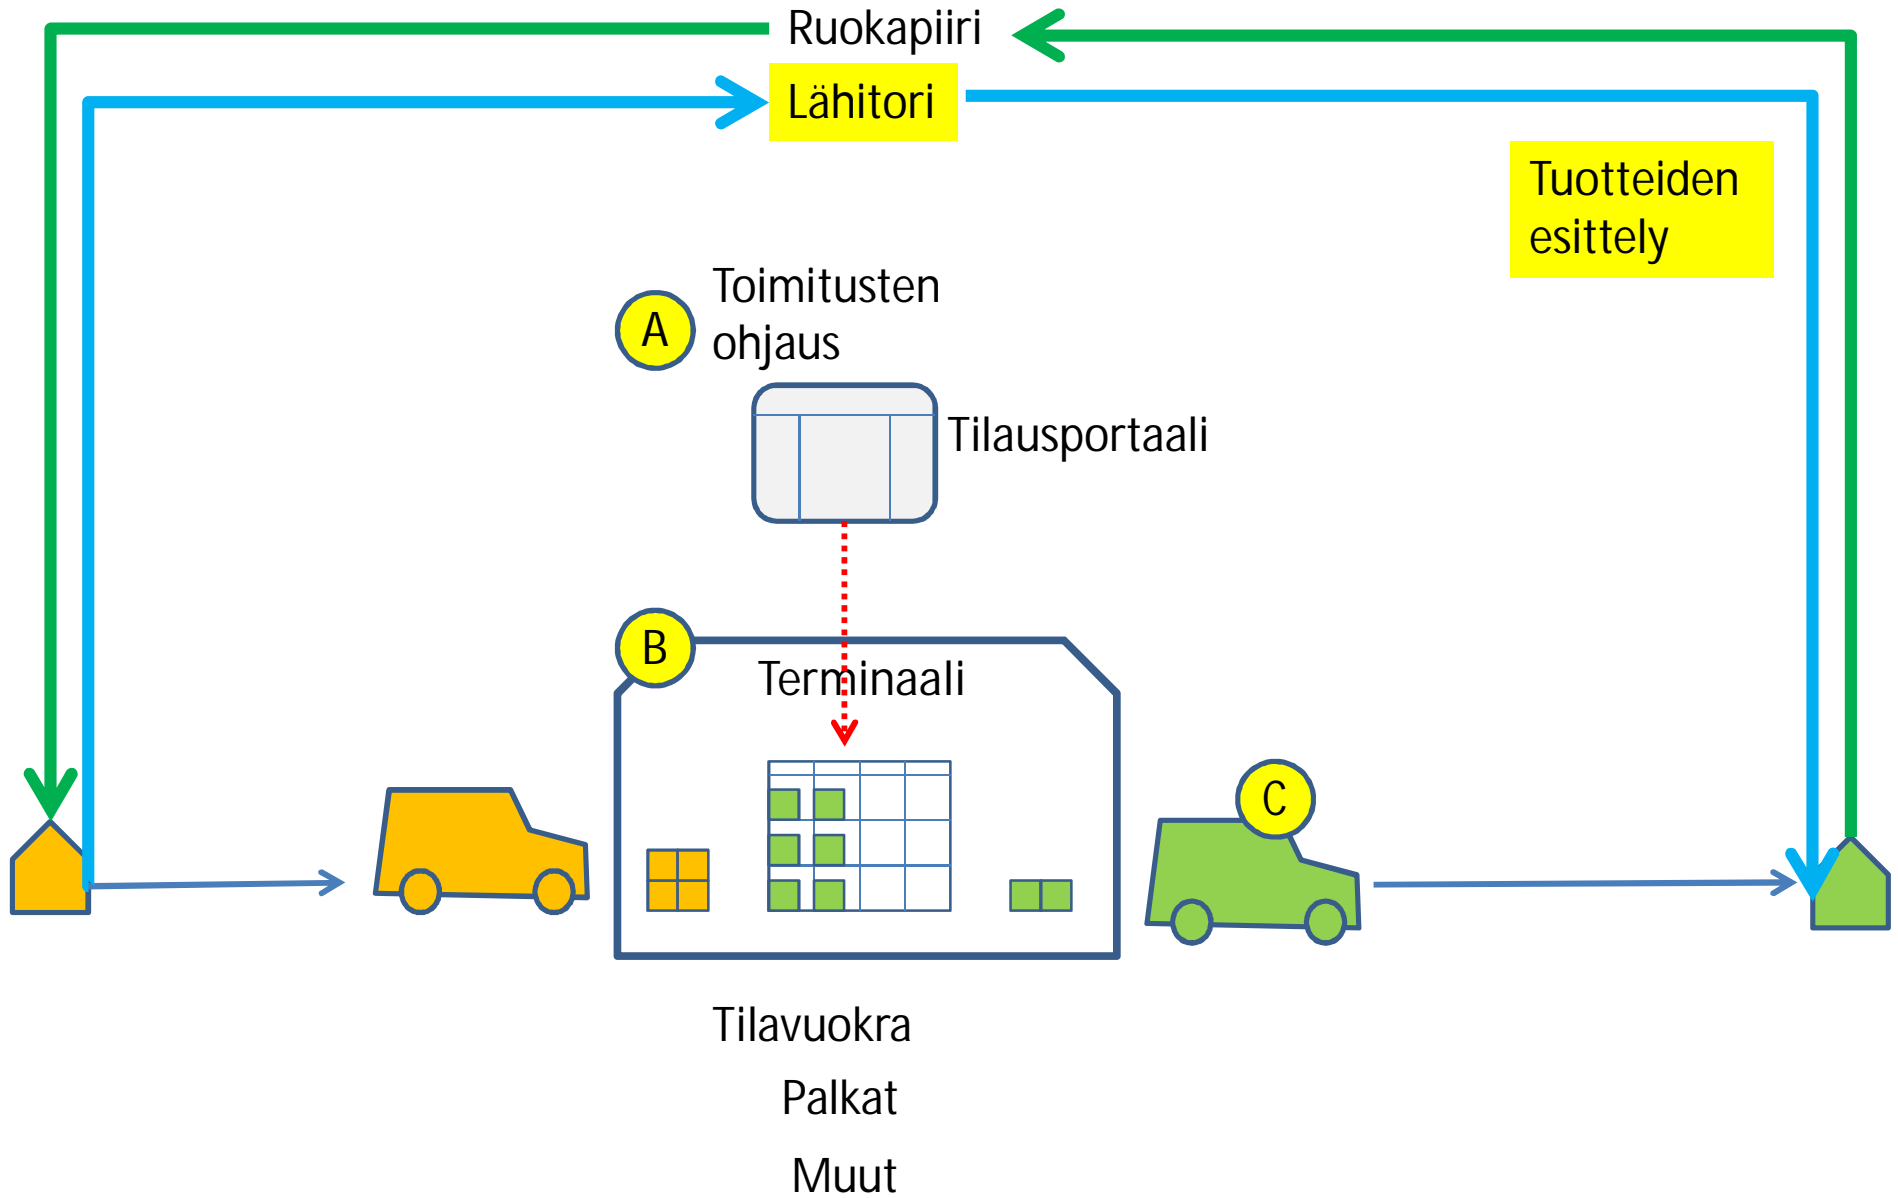 Ruokapiiri
Lähitori
Tuotteiden
esittely
A
Toimitusten
ohjaus
Tilausportaali
B
Terminaali
C
Tilavuokra
Palkat
Muut